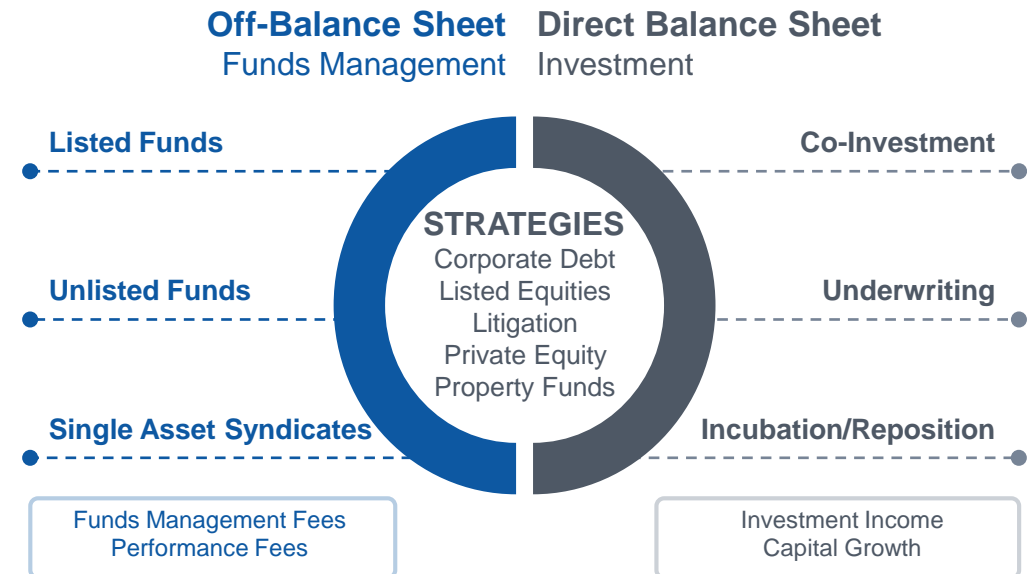 Off-Balance Sheet
Funds Management
Direct Balance Sheet
Investment
Listed Funds
Unlisted Funds
Single Asset Syndicates
STRATEGIES
Corporate Debt
Listed Equities
Litigation
Private Equity
Property Funds
Co-Investment
Underwriting
Incubation/Reposition
Funds Management Fees
Performance Fees
Investment Income
Capital Growth